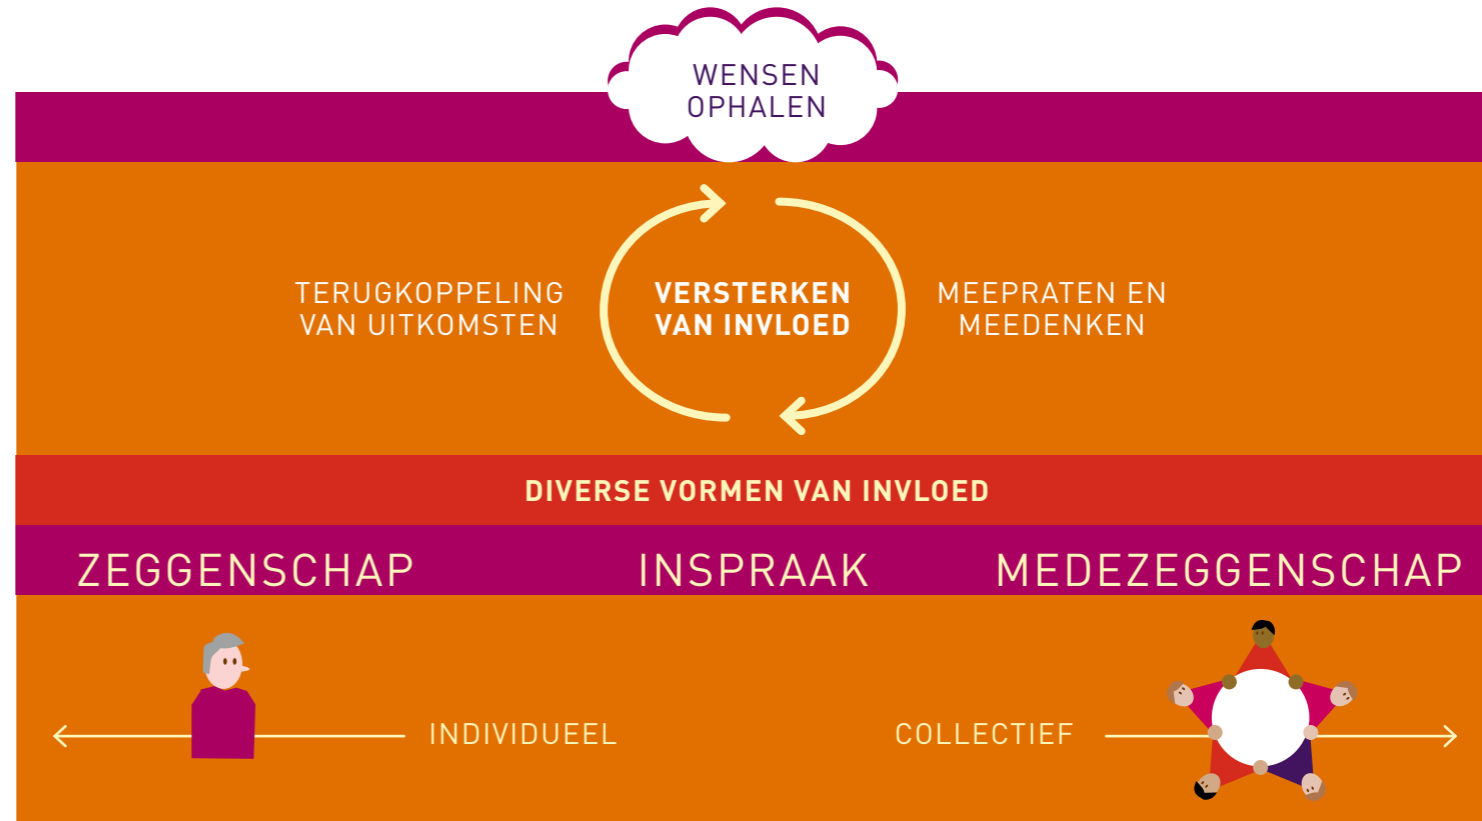 WENSEN
OPHALEN
TERUGKOPPELING
VAN UITKOMSTEN
VERSTERKEN
VAN INVLOED
MEEPRATEN EN
MEEDENKEN
DIVERSE VORMEN VAN INVLOED
ZEGGENSCHAP
INSPRAAK
MEDEZEGGENSCHAP
INDIVIDUEEL
COLLECTIEF